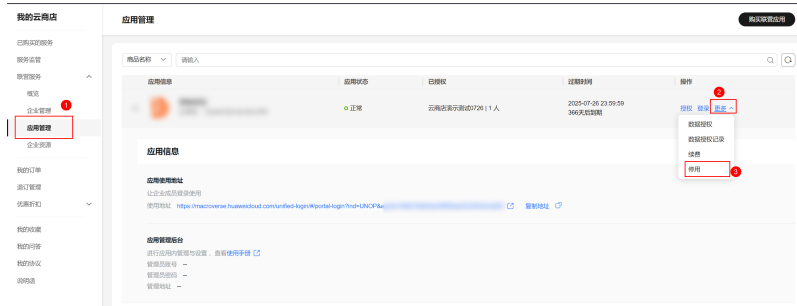 我的云商店
已购买的服务
服务监管
联营服务
概览
企业管理
1
应用管理
企业资源
我的订单
退订管理
优惠折扣
我的收藏
我的问答
我的协议
说明函
应用管理
购买联营应用
商品名称
请输入
应用信息
应用状态
已授权
过期时间
操作
2
正常
云商店演示测试0726 | 1 人
2025-07-26 23:59:59
366天后到期
授权 登录 更多
数据授权
数据授权记录
续费
停用
3
应用信息
应用使用地址
让企业成员登录使用
使用地址 https://macroverse.huaweicloud.com/unified-login/#/portal-login?ind=UNOP&
复制地址
应用管理后台
进行应用内管理与设置，查看使用手册
管理员账号 --
管理员密码 --
管理地址 --